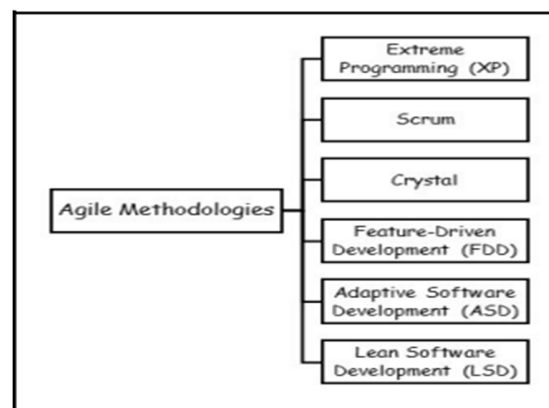 Extreme
Programming (XP)
Scrum
Crystal
Agile Methodologies
Feature-Driven
Development (FDD)
Adaptive Software
Development (ASD)
Lean Software
Development (LSD)